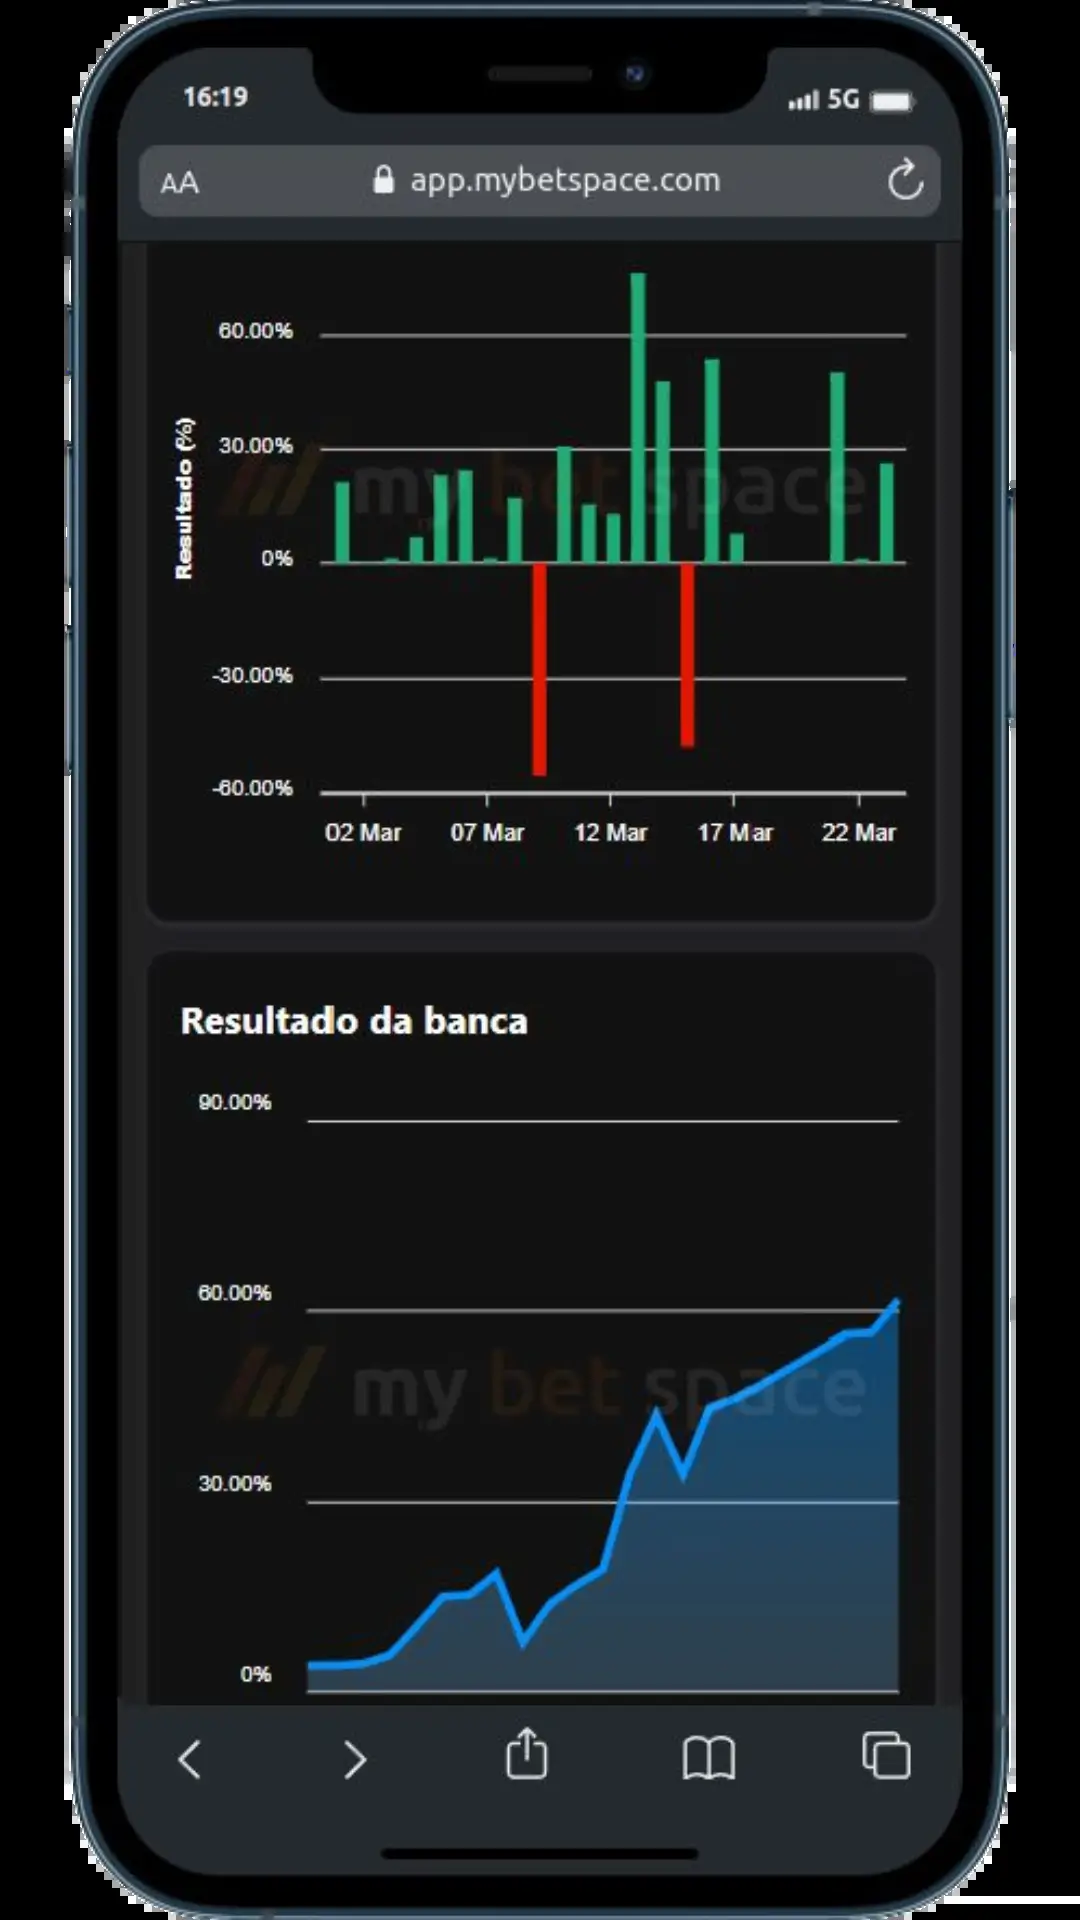 16:19
5G
AA
app.mybetspace.com
60.00%
30.00%
0%
-30.00%
-60.00%
Resultado (%)
my bet space
02 Mar 07 Mar 12 Mar 17 Mar 22 Mar
Resultado da banca
90.00%
60.00%
my bet space
30.00%
0%